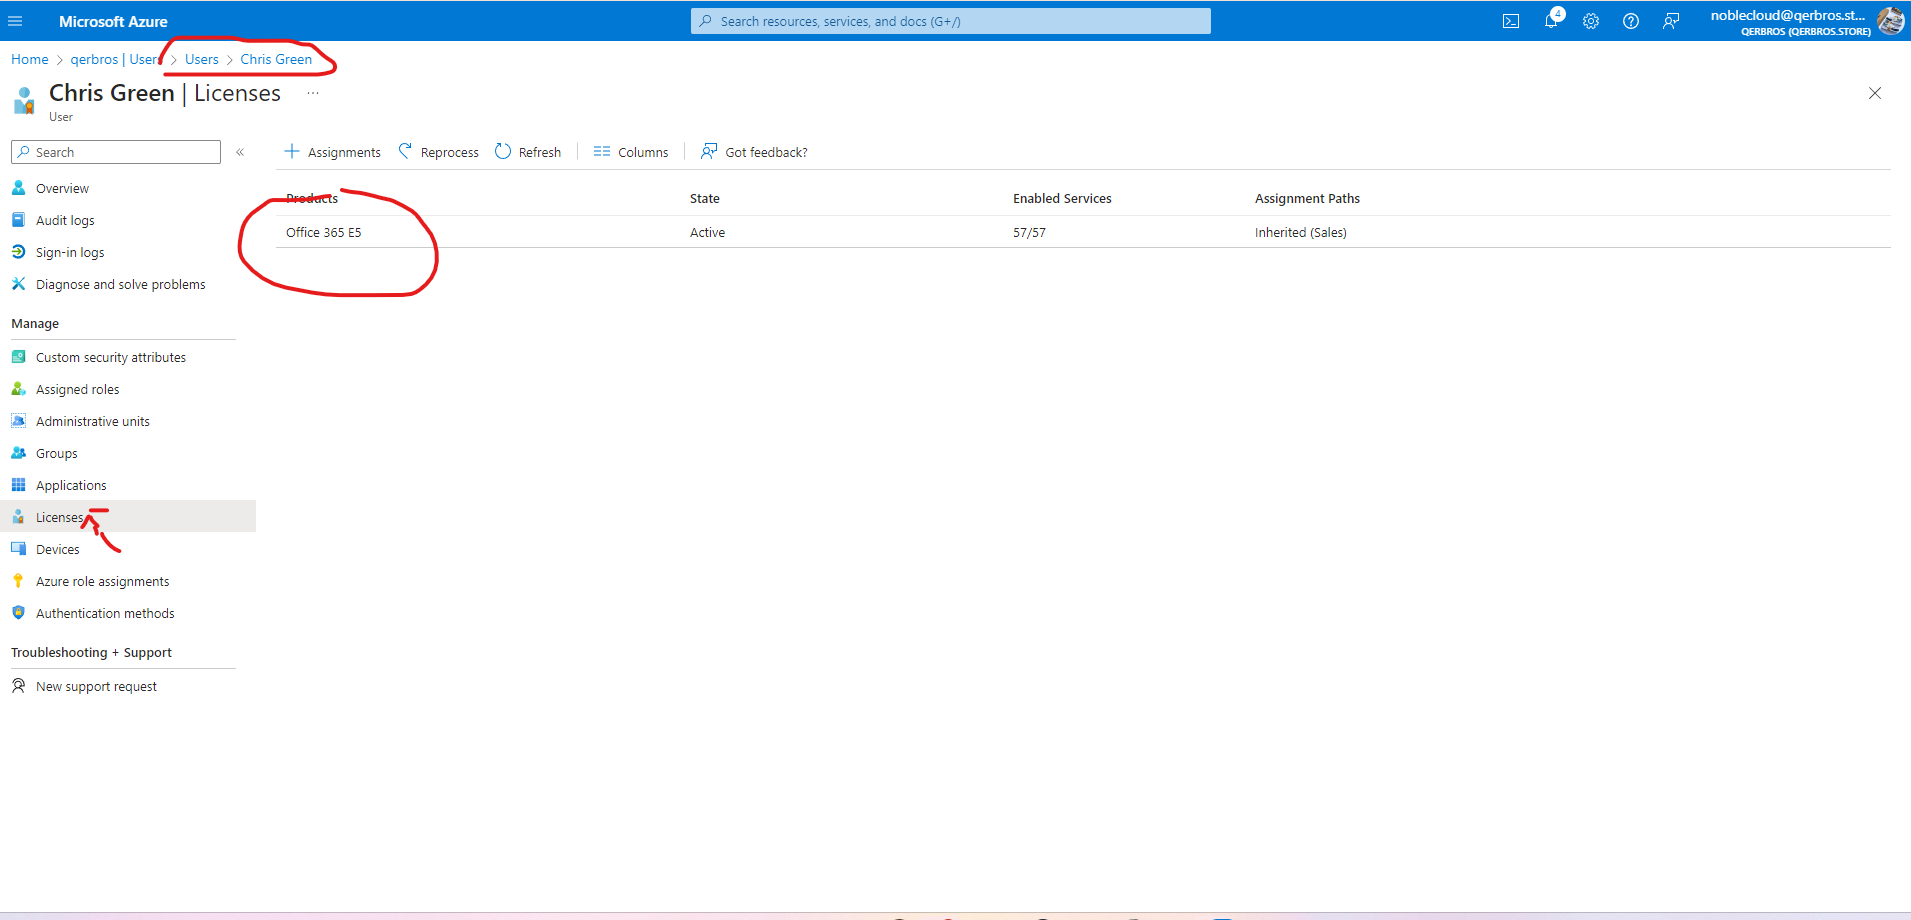 Microsoft Azure
Search resources, services, and docs (G+/)
4
noblecloud@qerbros.st...
QERBROS (QERBROS.STORE)
Home > qerbros | Users > Users > Chris Green
Chris Green | Licenses ...
User
Search «
Assignments Reprocess Refresh Columns Got feedback?
Overview
Audit logs
Sign-in logs
Diagnose and solve problems
Manage
Custom security attributes
Assigned roles
Administrative units
Groups
Applications
Licenses
Devices
Azure role assignments
Authentication methods
Troubleshooting + Support
New support request
Products State Enabled Services Assignment Paths
Office 365 E5 Active 57/57 Inherited (Sales)